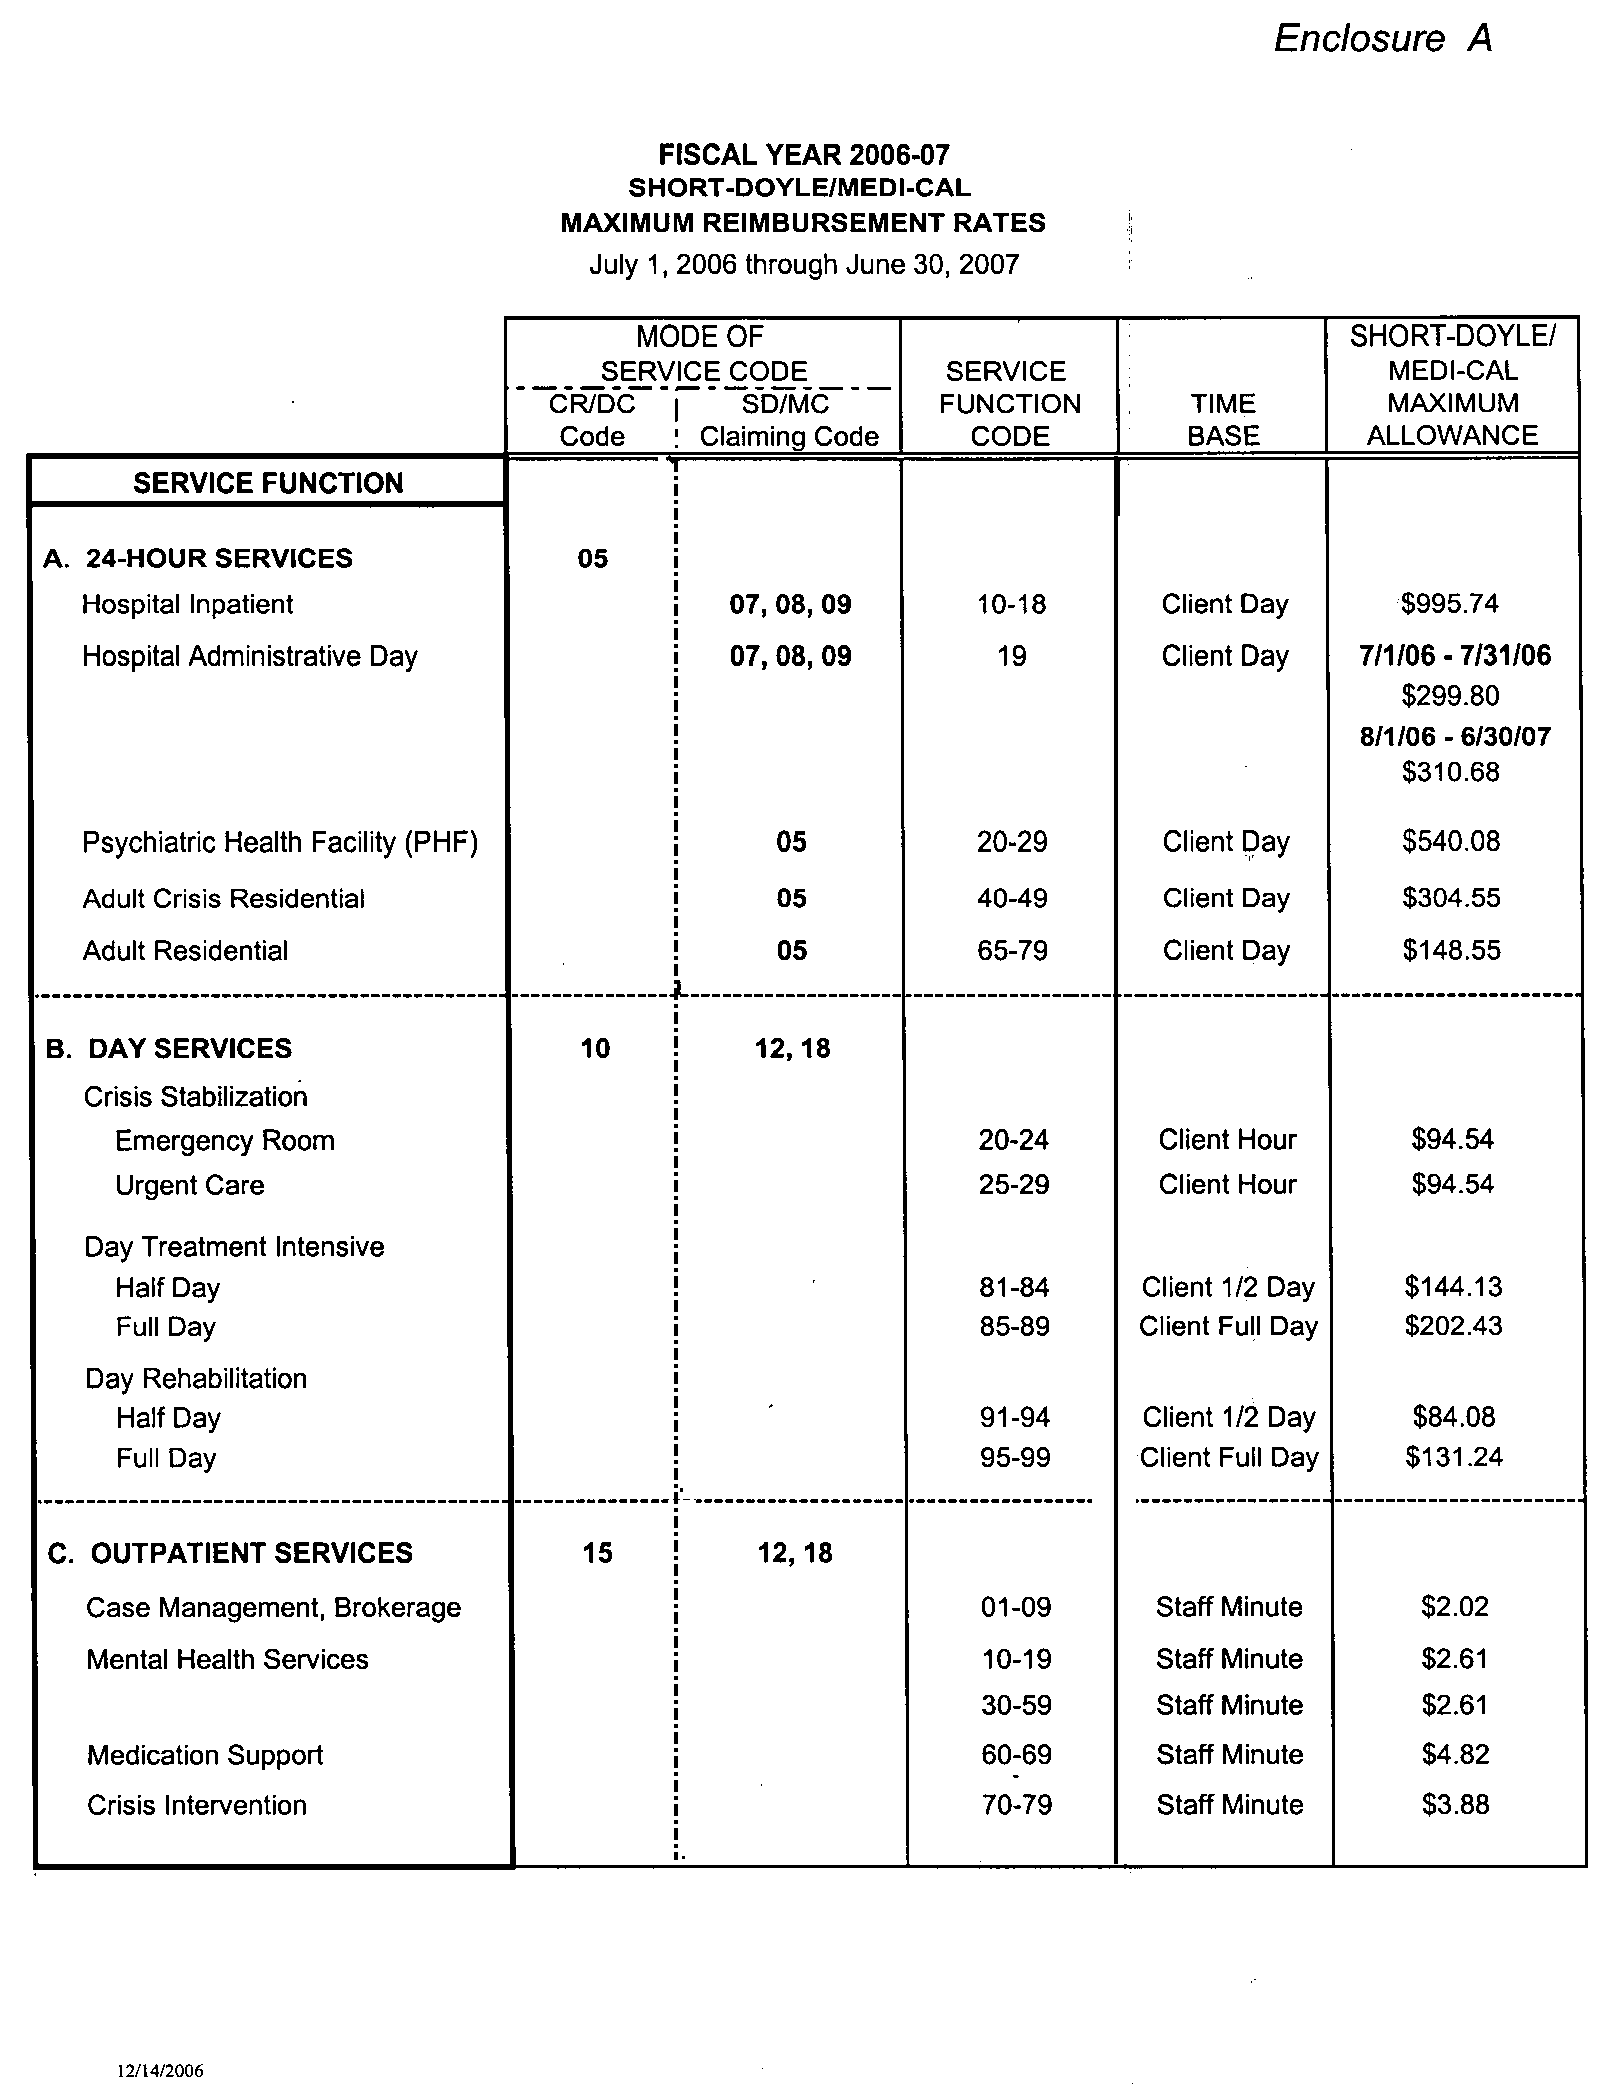 Enclosure A
FISCAL YEAR 2006-07
SHORT-DOYLE/MEDI-CAL
MAXIMUM REIMBURSEMENT RATES
July 1, 2006 through June 30, 2007
MODE OF SHORT-DOYLE/
SERVICE CODE SERVICE MEDI-CAL
CR/DC SD/MC FUNCTION TIME MAXIMUM
Code Claiming Code CODE BASE ALLOWANCE
SERVICE FUNCTION
A. 24-HOUR SERVICES 05
Hospital Inpatient 07, 08, 09 10-18 Client Day $995.74
Hospital Administrative Day 07, 08, 09 19 Client Day 7/1/06 - 7/31/06
$299.80
8/1/06 - 6/30/07
$310.68
Psychiatric Health Facility (PHF) 05 20-29 Client Day $540.08
Adult Crisis Residential 05 40-49 Client Day $304.55
Adult Residential 05 65-79 Client Day $148.55
B. DAY SERVICES 10 12, 18
Crisis Stabilization
Emergency Room 20-24 Client Hour $94.54
Urgent Care 25-29 Client Hour $94.54
Day Treatment Intensive
Half Day 81-84 Client 1/2 Day $144.13
Full Day 85-89 Client Full Day $202.43
Day Rehabilitation
Half Day 91-94 Client 1/2 Day $84.08
Full Day 95-99 Client Full Day $131.24
C. OUTPATIENT SERVICES 15 12, 18
Case Management, Brokerage 01-09 Staff Minute $2.02
Mental Health Services 10-19 Staff Minute $2.61
30-59 Staff Minute $2.61
Medication Support 60-69 Staff Minute $4.82
Crisis Intervention 70-79 Staff Minute $3.88
12/14/2006